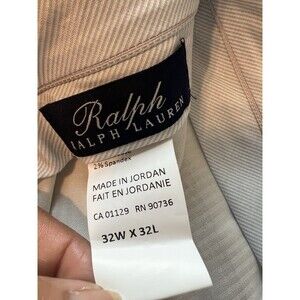 Ralph
RALPH LAUREN
2% Spandex
MADE IN JORDAN
FAIT EN JORDANIE
CA 01129 RN 90736
32W X 32L